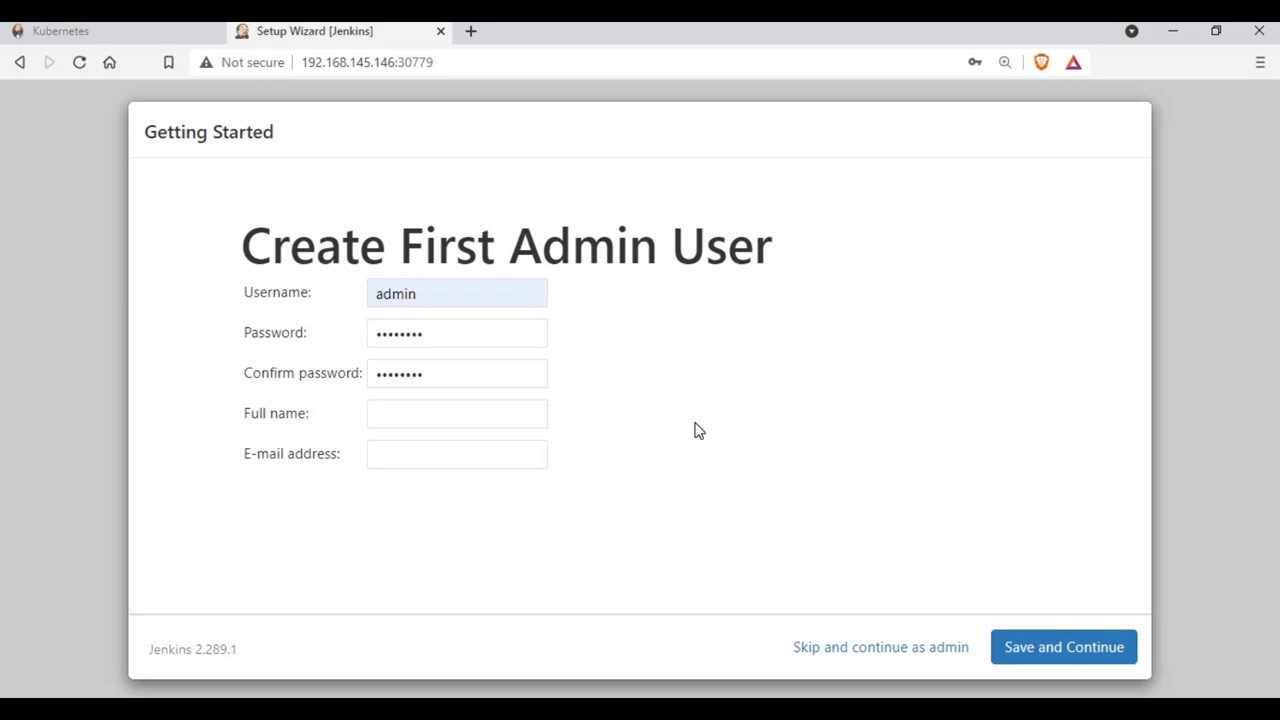 Kubernetes
Setup Wizard [Jenkins]
Not secure
192.168.145.146:30779
Getting Started
Create First Admin User
Username: admin
Password: ••••••••
Confirm password: ••••••••
Full name:
E-mail address:
Jenkins 2.289.1
Skip and continue as admin
Save and Continue